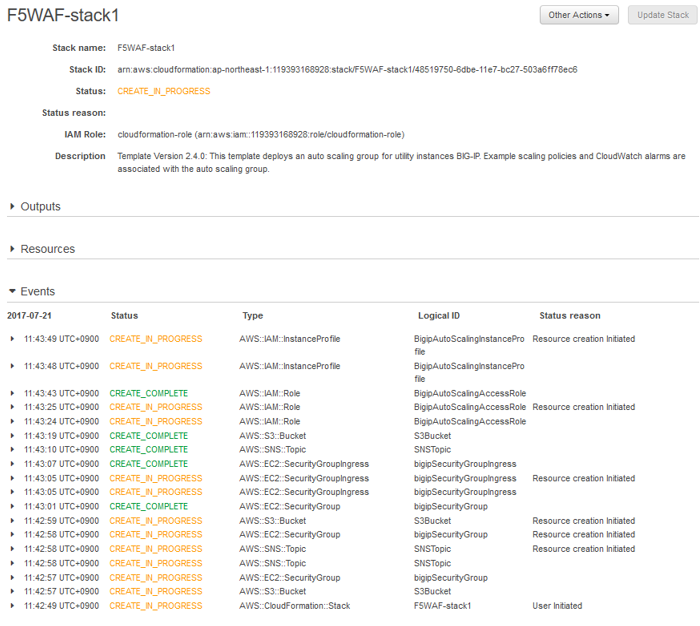 F5WAF-stack1
Other Actions
Update Stack
Stack name: F5WAF-stack1
Stack ID: arn:aws:cloudformation:ap-northeast-1:119393168928:stack/F5WAF-stack1/48519750-6dbe-11e7-bc27-503a6ff78ec6
Status: CREATE_IN_PROGRESS
Status reason:
IAM Role: cloudformation-role (arn:aws:iam::119393168928:role/cloudformation-role)
Description Template Version 2.4.0: This template deploys an auto scaling group for utility instances BIG-IP. Example scaling policies and CloudWatch alarms are
associated with the auto scaling group.
Outputs
Resources
Events
2017-07-21 Status Type Logical ID Status reason
11:43:49 UTC+0900 CREATE_IN_PROGRESS AWS::IAM::InstanceProfile BigipAutoScalingInstancePro Resource creation Initiated
file
11:43:48 UTC+0900 CREATE_IN_PROGRESS AWS::IAM::InstanceProfile BigipAutoScalingInstancePro
file
11:43:43 UTC+0900 CREATE_COMPLETE AWS::IAM::Role BigipAutoScalingAccessRole
11:43:25 UTC+0900 CREATE_IN_PROGRESS AWS::IAM::Role BigipAutoScalingAccessRole Resource creation Initiated
11:43:24 UTC+0900 CREATE_IN_PROGRESS AWS::IAM::Role BigipAutoScalingAccessRole
11:43:19 UTC+0900 CREATE_COMPLETE AWS::S3::Bucket S3Bucket
11:43:10 UTC+0900 CREATE_COMPLETE AWS::SNS::Topic SNSTopic
11:43:07 UTC+0900 CREATE_COMPLETE AWS::EC2::SecurityGroupIngress bigipSecurityGroupIngress
11:43:05 UTC+0900 CREATE_IN_PROGRESS AWS::EC2::SecurityGroupIngress bigipSecurityGroupIngress Resource creation Initiated
11:43:05 UTC+0900 CREATE_IN_PROGRESS AWS::EC2::SecurityGroupIngress bigipSecurityGroupIngress
11:43:01 UTC+0900 CREATE_COMPLETE AWS::EC2::SecurityGroup bigipSecurityGroup
11:42:59 UTC+0900 CREATE_IN_PROGRESS AWS::S3::Bucket S3Bucket Resource creation Initiated
11:42:58 UTC+0900 CREATE_IN_PROGRESS AWS::EC2::SecurityGroup bigipSecurityGroup Resource creation Initiated
11:42:58 UTC+0900 CREATE_IN_PROGRESS AWS::SNS::Topic SNSTopic Resource creation Initiated
11:42:58 UTC+0900 CREATE_IN_PROGRESS AWS::SNS::Topic SNSTopic
11:42:57 UTC+0900 CREATE_IN_PROGRESS AWS::EC2::SecurityGroup bigipSecurityGroup
11:42:57 UTC+0900 CREATE_IN_PROGRESS AWS::S3::Bucket S3Bucket
11:42:49 UTC+0900 CREATE_IN_PROGRESS AWS::CloudFormation::Stack F5WAF-stack1 User Initiated